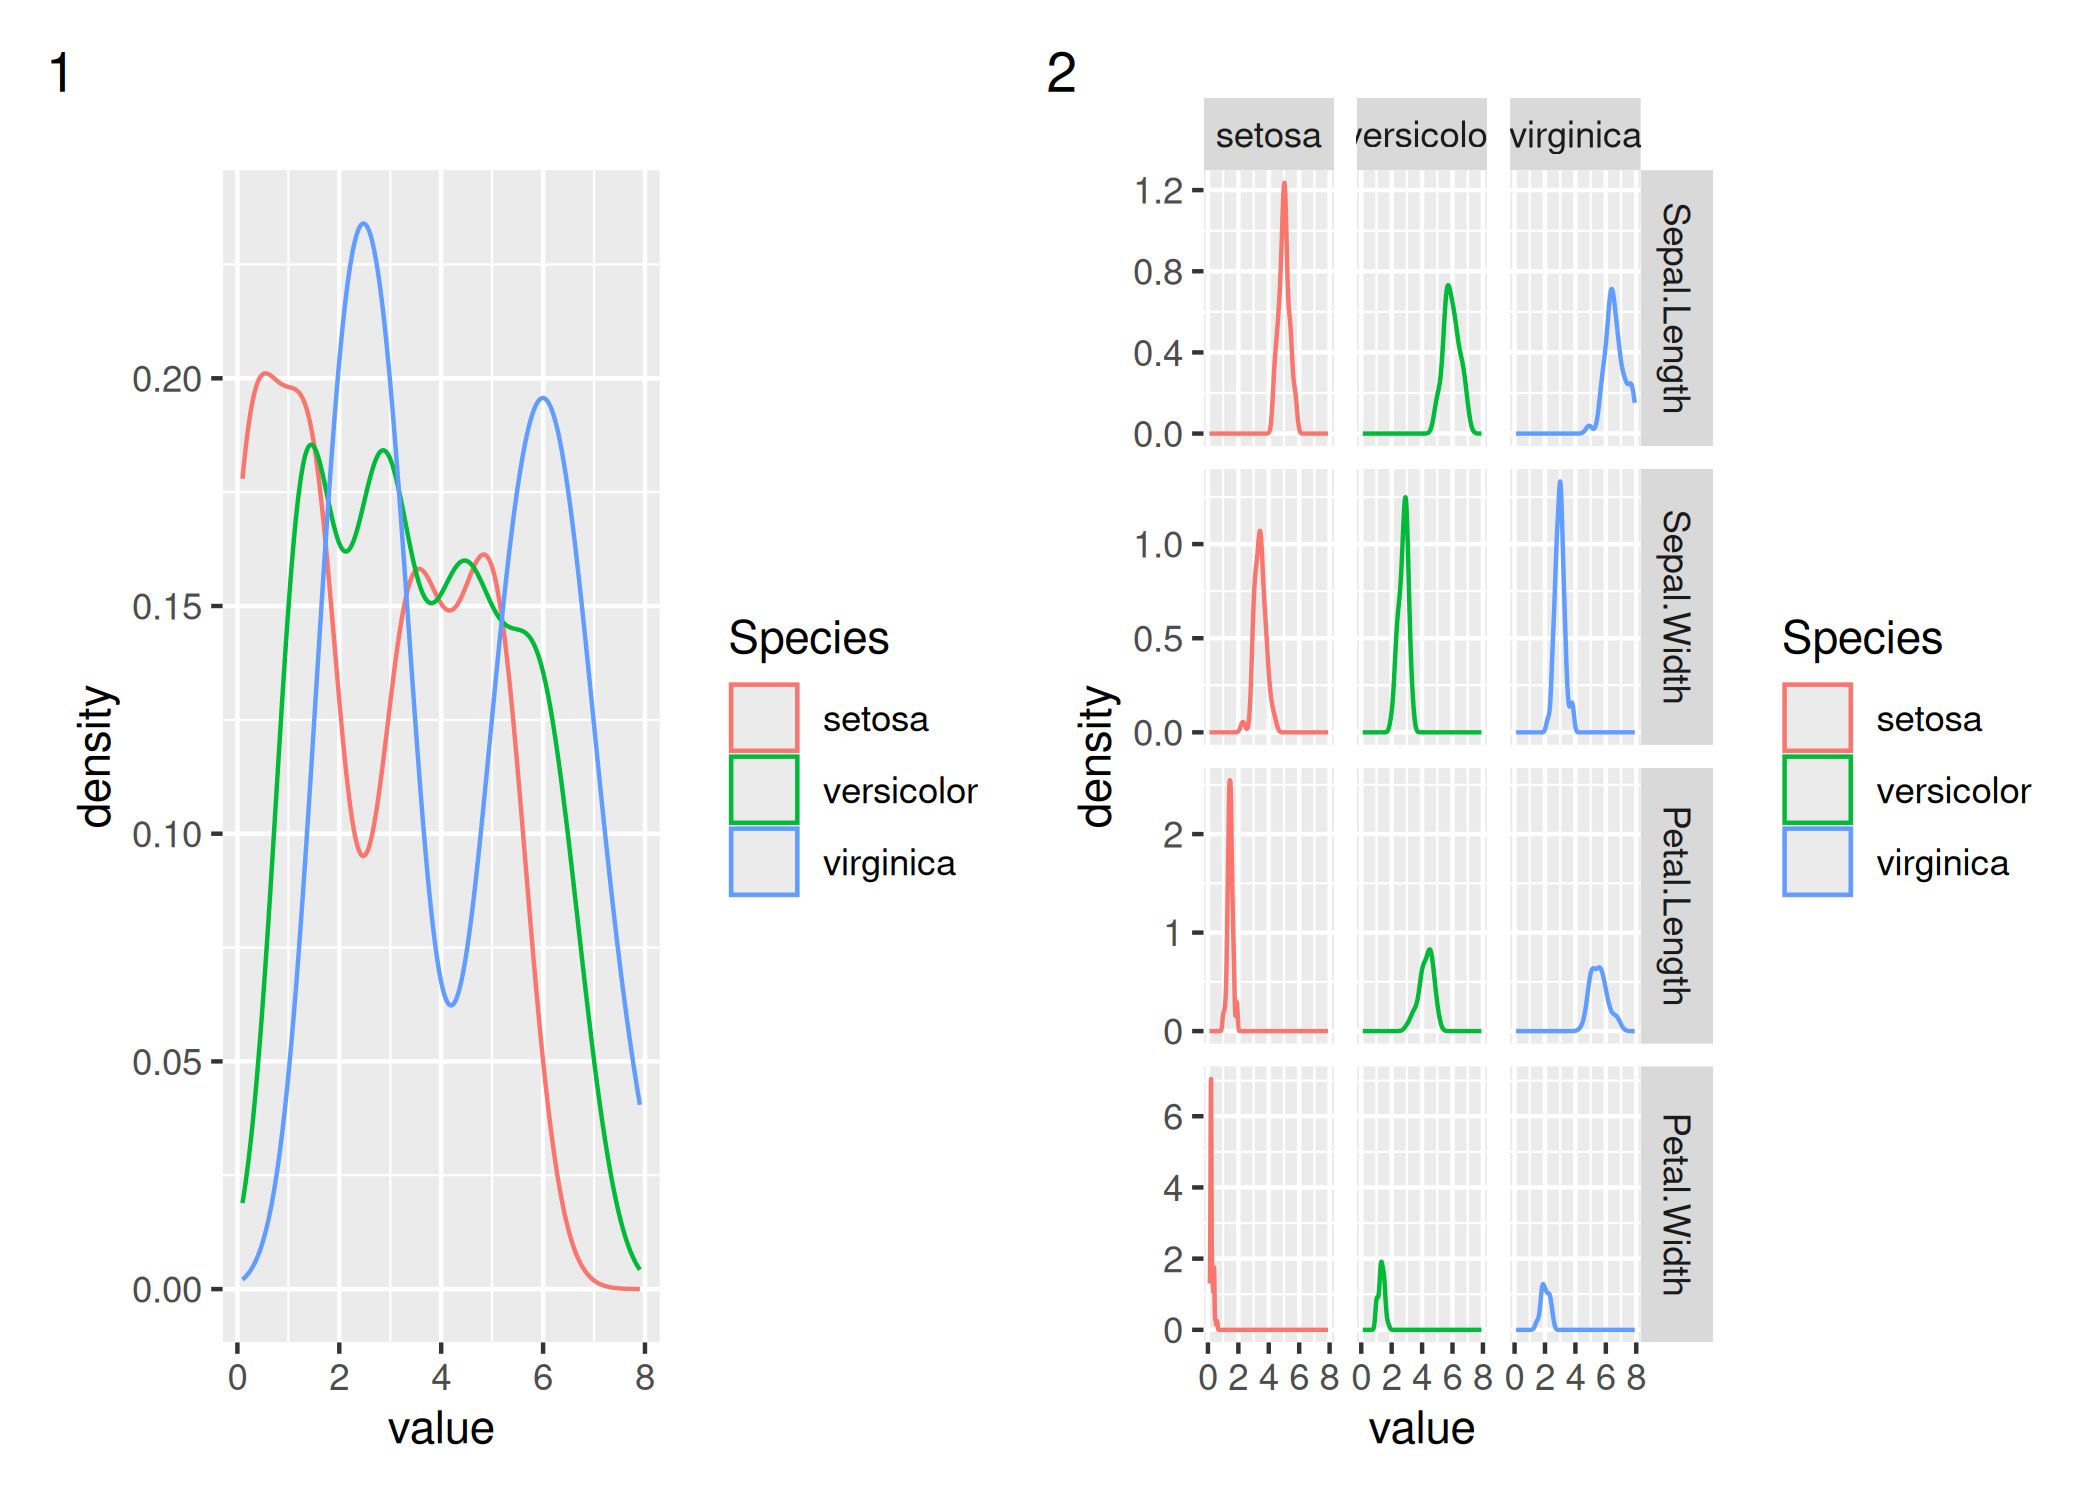 1
density
0.20
0.15
0.10
0.05
0.00
0 2 4 6 8
value
Species
setosa
versicolor
virginica
2
setosa versicolo virginica
density
1.2
0.8
0.4
0.0
Sepal.Length
1.0
0.5
0.0
Sepal.Width
2
1
0
Petal.Length
6
4
2
0
Petal.Width
0 2 4 6 8 0 2 4 6 8 0 2 4 6 8
value
Species
setosa
versicolor
virginica